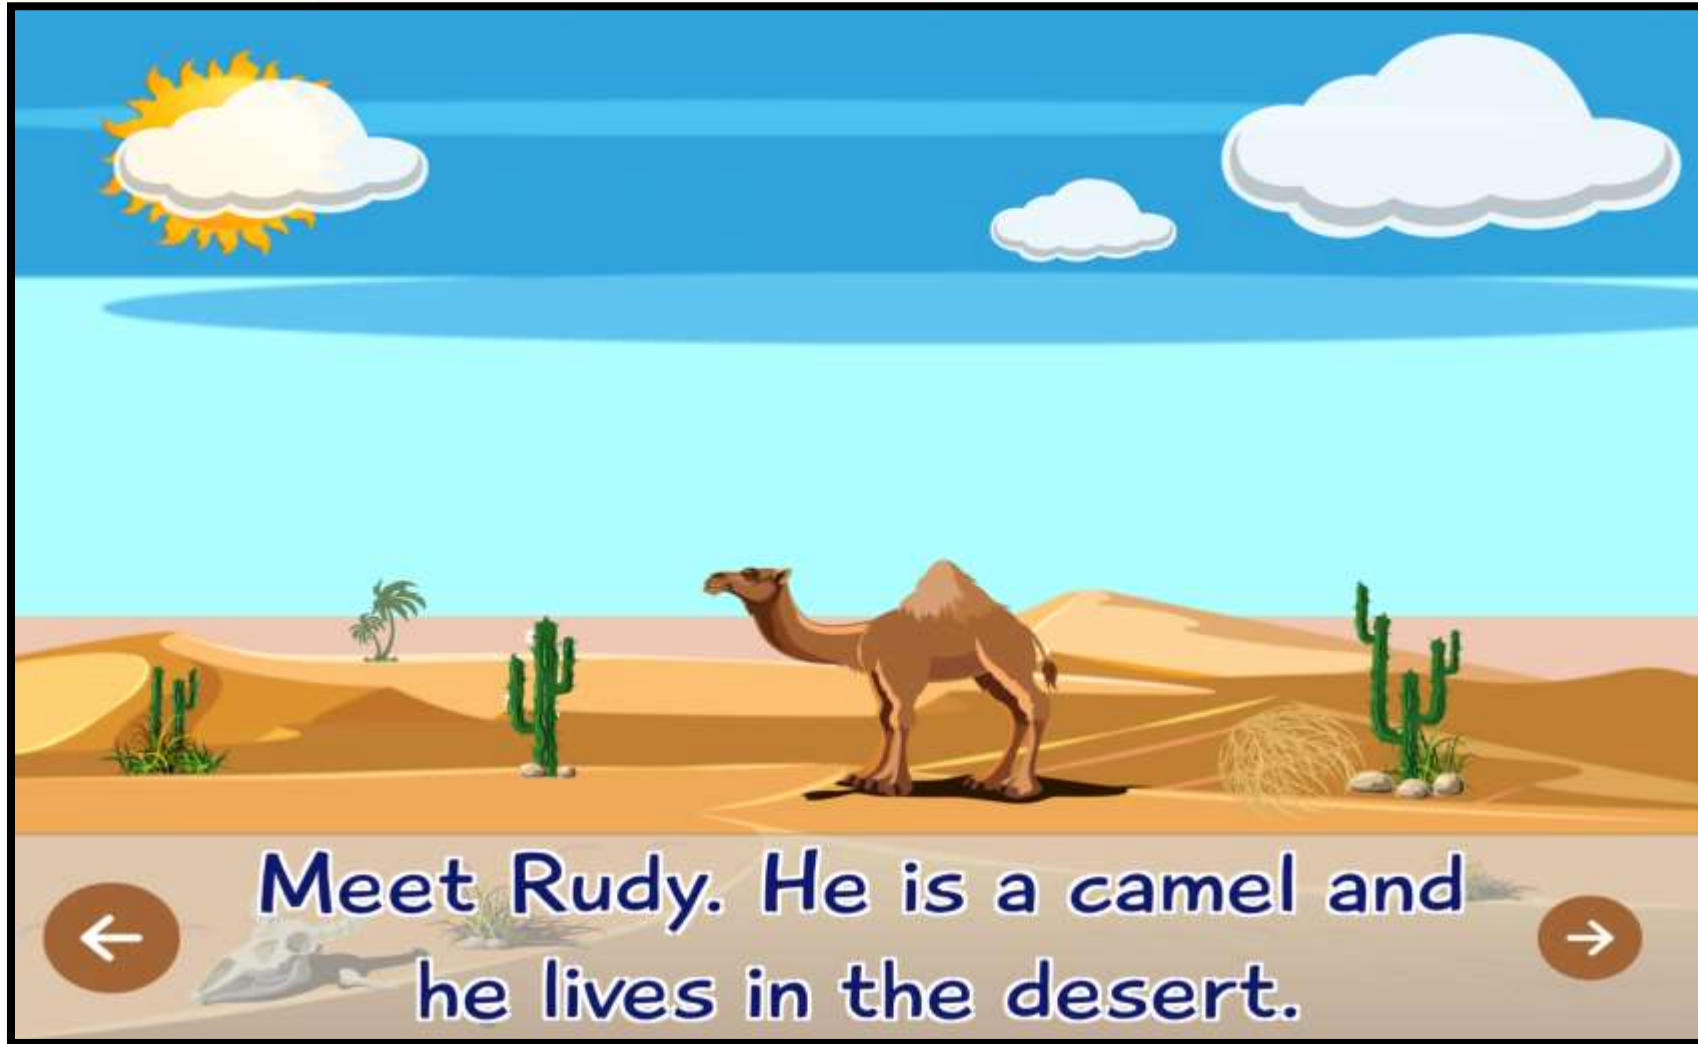 Meet Rudy. He is a camel and
he lives in the desert.